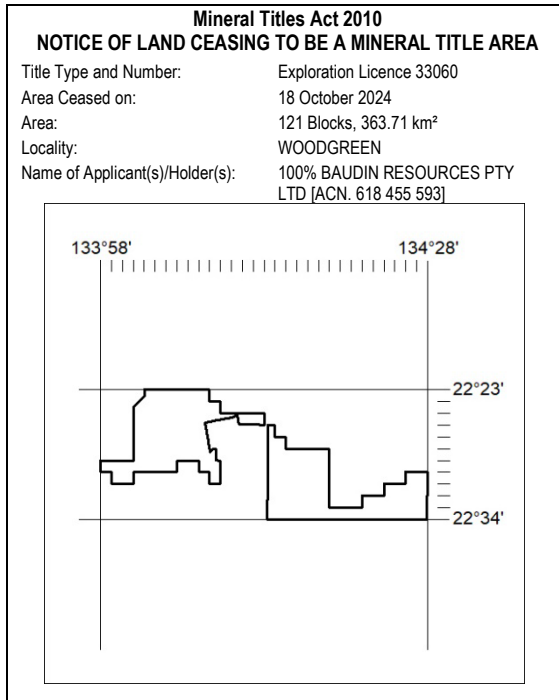 Mineral Titles Act 2010
NOTICE OF LAND CEASING TO BE A MINERAL TITLE AREA
Title Type and Number: Exploration Licence 33060
Area Ceased on: 18 October 2024
Area: 121 Blocks, 363.71 km²
Locality: WOODGREEN
Name of Applicant(s)/Holder(s): 100% BAUDIN RESOURCES PTY
LTD [ACN. 618 455 593]
133°58' 134°28'
22°23'
22°34'